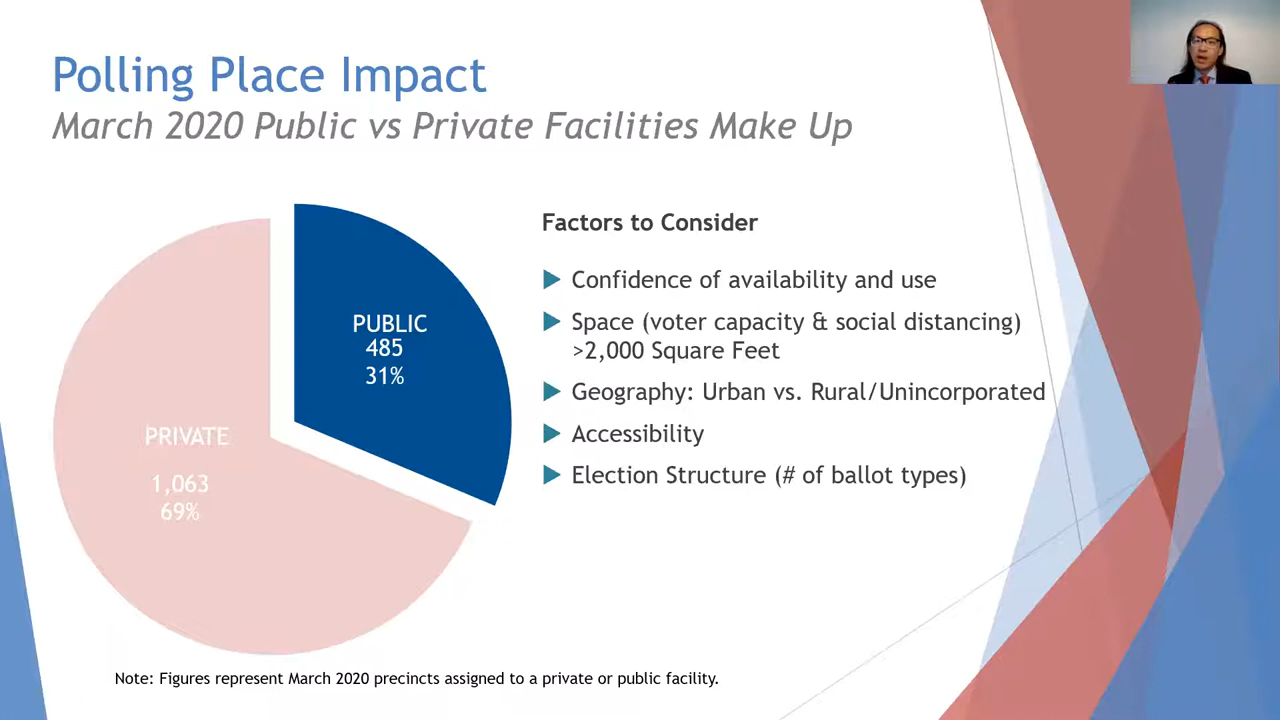 Polling Place Impact
March 2020 Public vs Private Facilities Make Up
PUBLIC
485
31%
PRIVATE
1,063
69%
Factors to Consider
Confidence of availability and use
Space (voter capacity & social distancing)
>2,000 Square Feet
Geography: Urban vs. Rural/Unincorporated
Accessibility
Election Structure (# of ballot types)
Note: Figures represent March 2020 precincts assigned to a private or public facility.